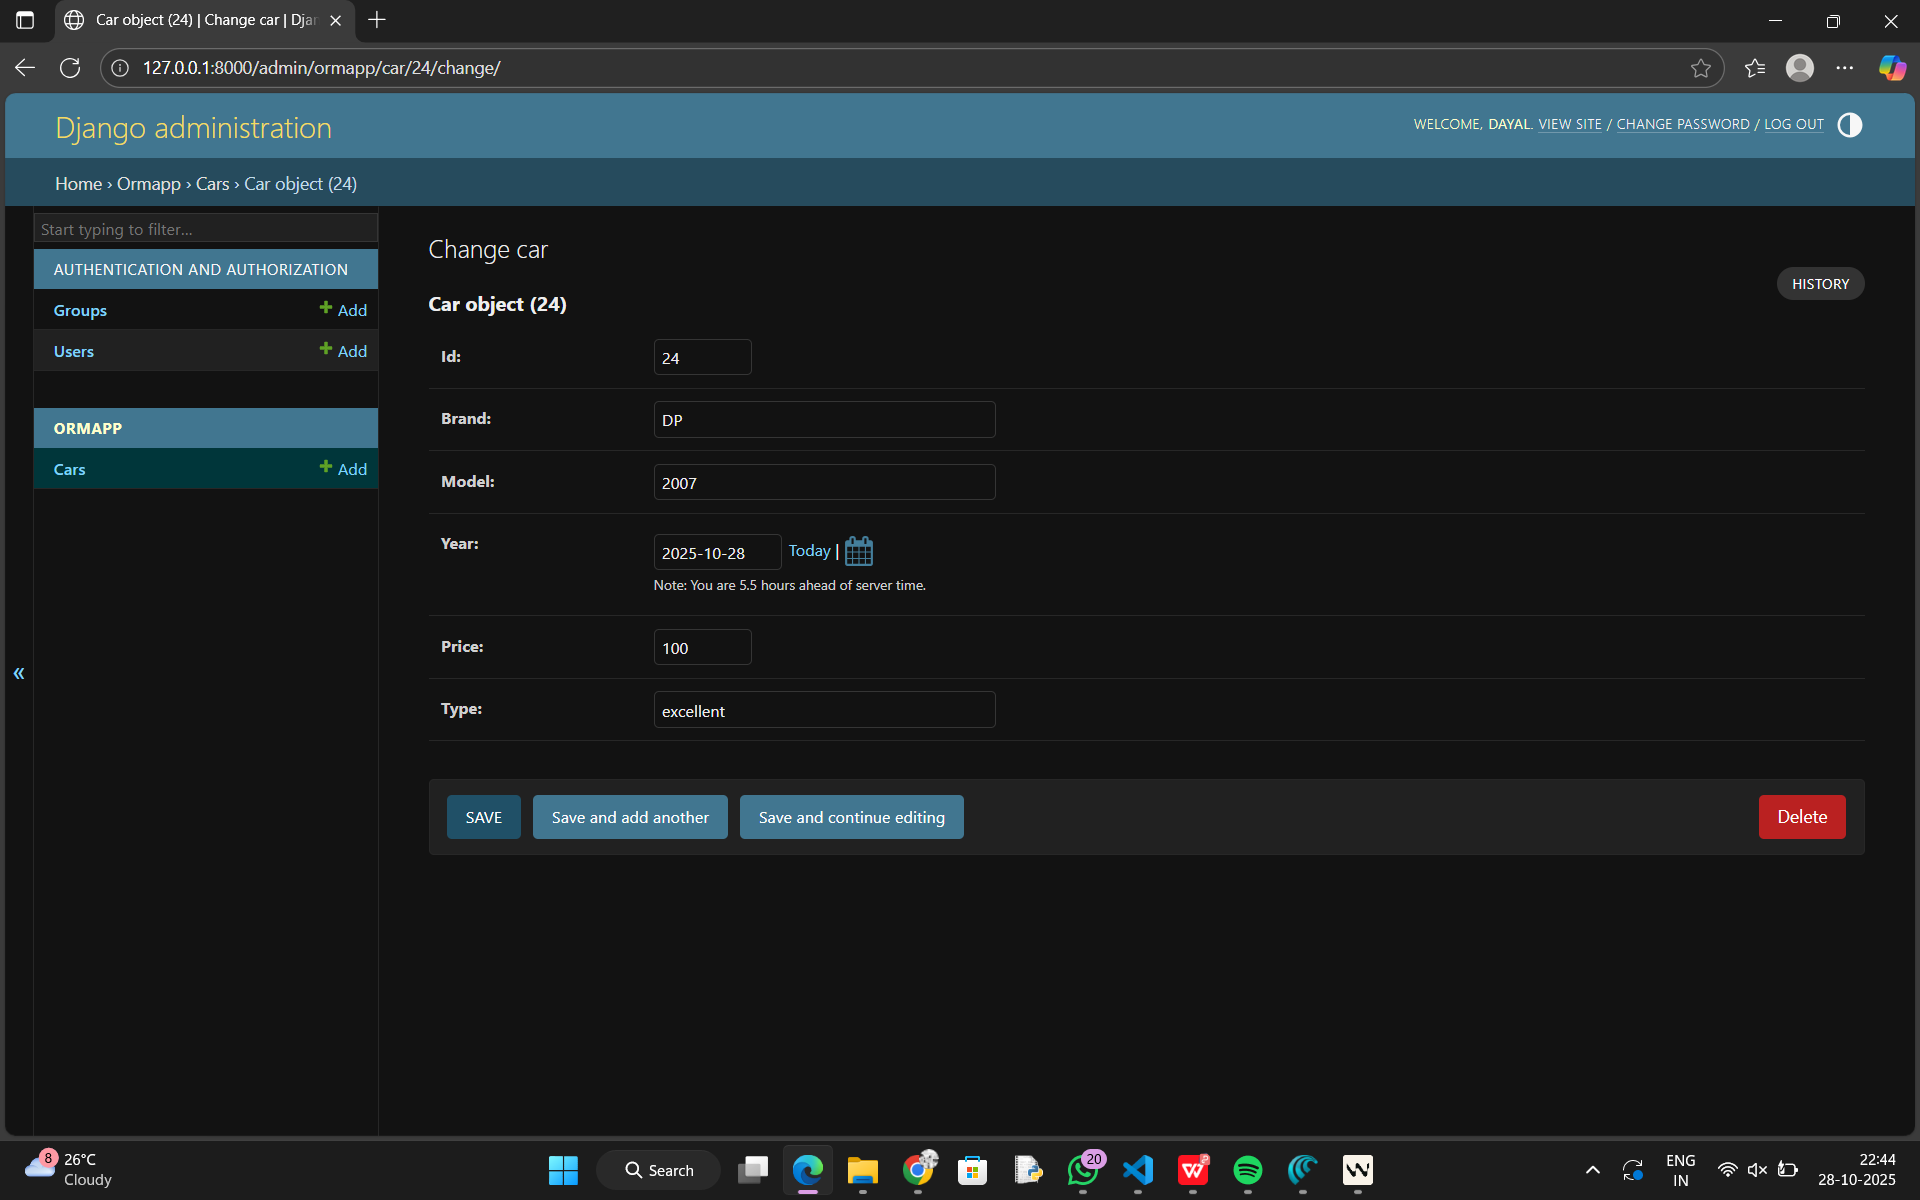 Car object (24) | Change car | Djan
127.0.0.1:8000/admin/ormapp/car/24/change/
Django administration
WELCOME, DAYAL. VIEW SITE / CHANGE PASSWORD / LOG OUT
Home › Ormapp › Cars › Car object (24)
Start typing to filter...
AUTHENTICATION AND AUTHORIZATION
Groups
Add
Users
Add
ORMAPP
Cars
Add
«
Change car
HISTORY
Car object (24)
Id:
24
Brand:
DP
Model:
2007
Year:
2025-10-28
Today |
Note: You are 5.5 hours ahead of server time.
Price:
100
Type:
excellent
SAVE
Save and add another
Save and continue editing
Delete
8
26°C
Cloudy
Search
20
W
ENG
IN
22:44
28-10-2025